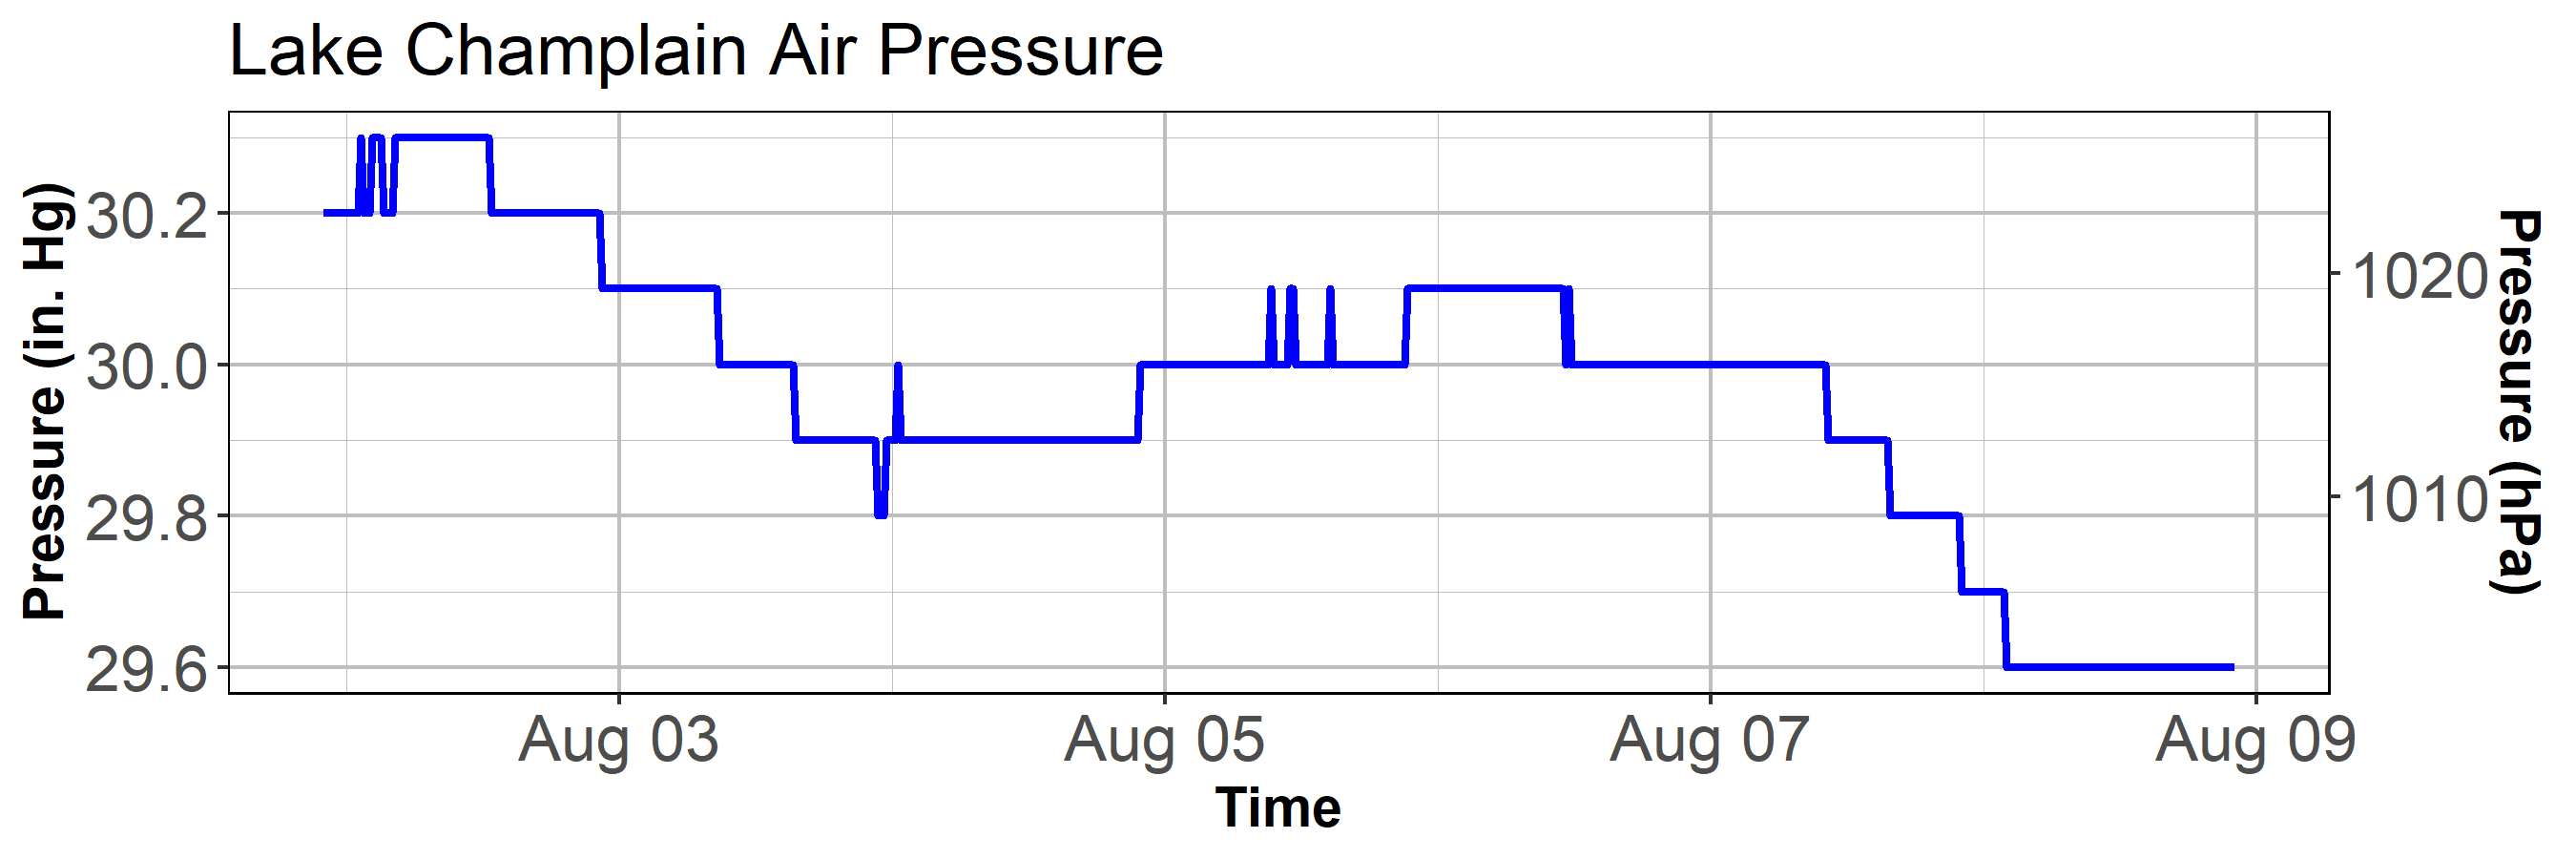 Lake Champlain Air Pressure
Pressure (in. Hg)
30.2
30.0
29.8
29.6
1020
1010
Pressure (hPa)
Aug 03
Aug 05
Aug 07
Aug 09
Time